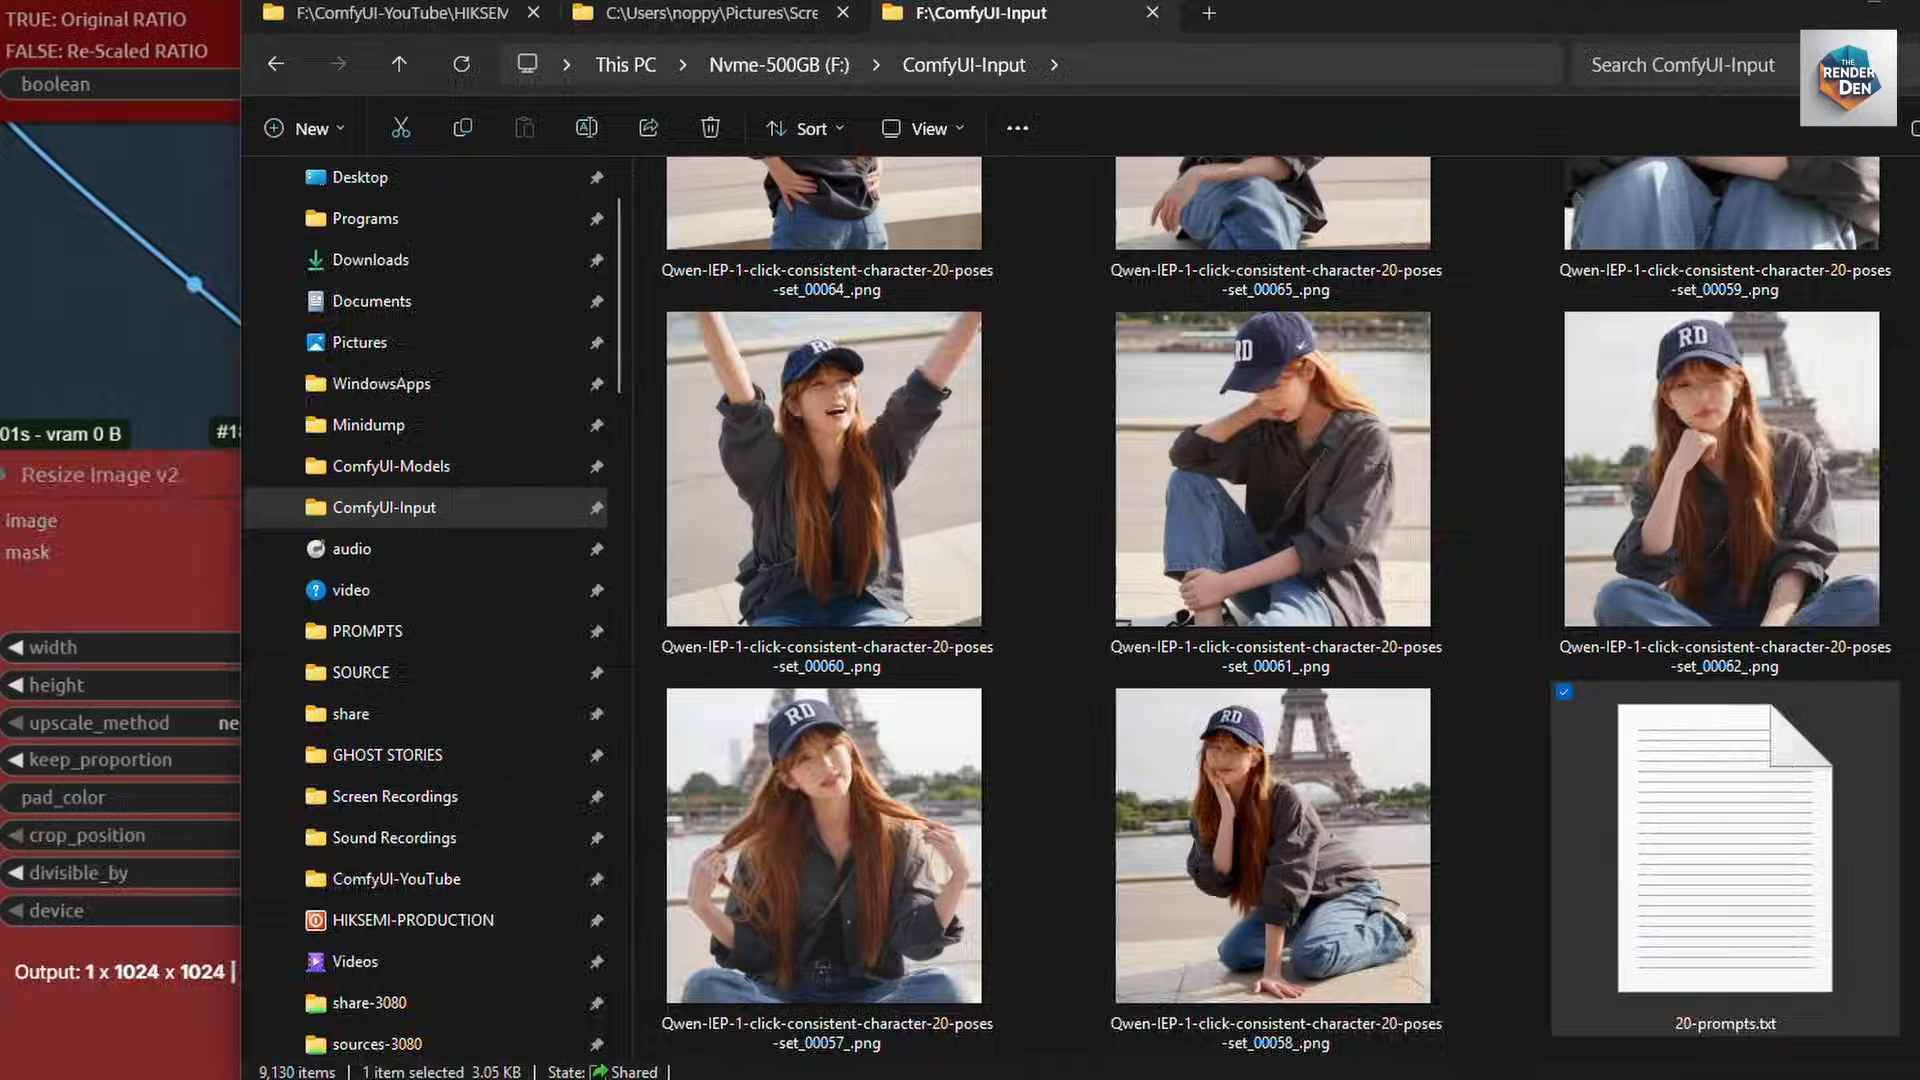 TRUE: Original RATIO
FALSE: Re-Scaled RATIO
boolean
01s - vram 0 B
Resize Image v2
image
mask
width
height
upscale_method ne
keep_proportion
pad_color
crop_position
divisible_by
device
Output: 1 x 1024 x 1024 |
F:\ComfyUI-YouTube\HIKSEM
C:\Users\noppy\Pictures\Scre
F:\ComfyUI-Input
This PC > Nvme-500GB (F:) > ComfyUI-Input >
Search ComfyUI-Input
THE
RENDER
DEN
New
Sort
View
Desktop
Programs
Downloads
Documents
Pictures
WindowsApps
Minidump
ComfyUI-Models
ComfyUI-Input
audio
video
PROMPTS
SOURCE
share
GHOST STORIES
Screen Recordings
Sound Recordings
ComfyUI-YouTube
HIKSEMI-PRODUCTION
Videos
share-3080
sources-3080
Qwen-IEP-1-click-consistent-character-20-poses
-set_00064_.png
Qwen-IEP-1-click-consistent-character-20-poses
-set_00065_.png
Qwen-IEP-1-click-consistent-character-20-poses
-set_00059_.png
RD
RD
RD
Qwen-IEP-1-click-consistent-character-20-poses
-set_00060_.png
Qwen-IEP-1-click-consistent-character-20-poses
-set_00061_.png
Qwen-IEP-1-click-consistent-character-20-poses
-set_00062_.png
RD
RD
Qwen-IEP-1-click-consistent-character-20-poses
-set_00057_.png
Qwen-IEP-1-click-consistent-character-20-poses
-set_00058_.png
20-prompts.txt
9,130 items | 1 item selected 3.05 KB | State: Shared |